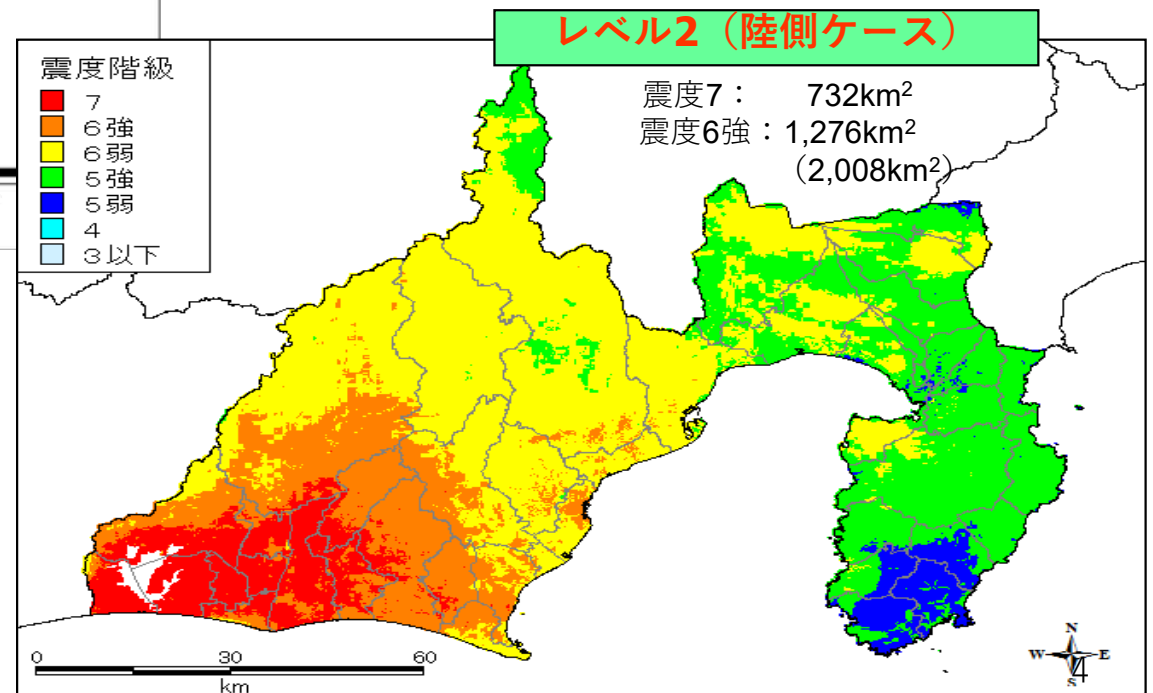 レベル2（陸側ケース）
震度階級
7
6強
6弱
5強
5弱
4
3以下
震度7： 732km²
震度6強：1,276km²
（2,008km²）
0 30 60
km
N
W E
S
4